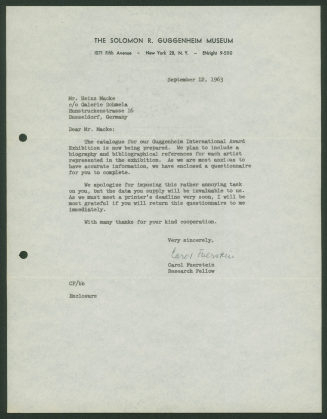 THE SOLOMON R. GUGGENHEIM MUSEUM
1071 Fifth Avenue • New York 28, N. Y. • ENright 9-5110
September 12, 1963
Mr. Heinz Macke
c/o Galerie Schmela
Hunsruckenstrasse 16
Dusseldorf, Germany
Dear Mr. Macke:
The catalogue for our Guggenheim International Award
Exhibition is now being prepared. We plan to include a
biography and bibliographical references for each artist
represented in the exhibition. As we are most anxious to
have accurate information, we have enclosed a questionnaire
for you to complete.
We apologize for imposing this rather annoying task
on you, but the data you supply will be invaluable to us.
As we must meet a printer's deadline very soon, I will be
most grateful if you will return this questionnaire to me
immediately.
With many thanks for your kind cooperation.
Very sincerely,
Carol Fuerstein
Carol Fuerstein
Research Fellow
CF/bb
Enclosure